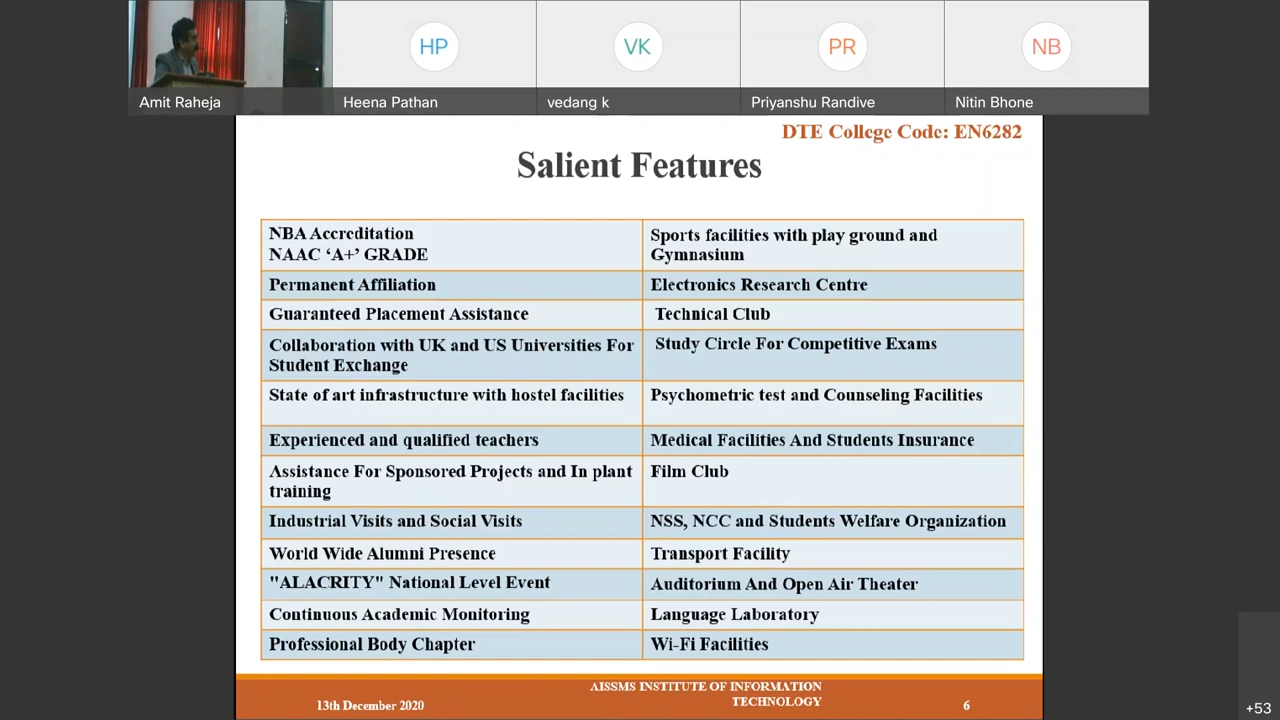 HP
VK
PR
NB
Amit Raheja
Heena Pathan
vedang k
Priyanshu Randive
Nitin Bhone
DTE College Code: EN6282
Salient Features
NBA Accreditation
NAAC ‘A+’ GRADE
Sports facilities with play ground and
Gymnasium
Permanent Affiliation
Electronics Research Centre
Guaranteed Placement Assistance
Technical Club
Collaboration with UK and US Universities For
Student Exchange
Study Circle For Competitive Exams
State of art infrastructure with hostel facilities
Psychometric test and Counseling Facilities
Experienced and qualified teachers
Medical Facilities And Students Insurance
Assistance For Sponsored Projects and In plant
training
Film Club
Industrial Visits and Social Visits
NSS, NCC and Students Welfare Organization
World Wide Alumni Presence
Transport Facility
"ALACRITY" National Level Event
Auditorium And Open Air Theater
Continuous Academic Monitoring
Language Laboratory
Professional Body Chapter
Wi-Fi Facilities
13th December 2020
AISSMS INSTITUTE OF INFORMATION
TECHNOLOGY
6
+53